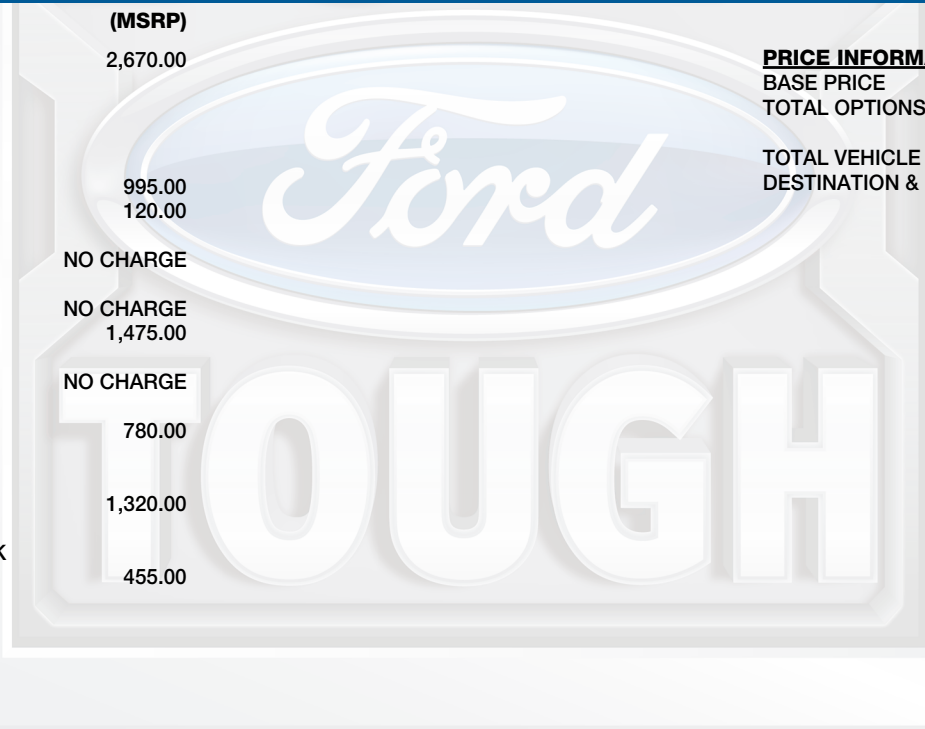 (MSRP)
2,670.00
995.00
120.00
NO CHARGE
NO CHARGE
1,475.00
NO CHARGE
780.00
1,320.00
455.00
PRICE INFORM
BASE PRICE
TOTAL OPTIONS
TOTAL VEHICLE
DESTINATION &
Ford
TOUGH